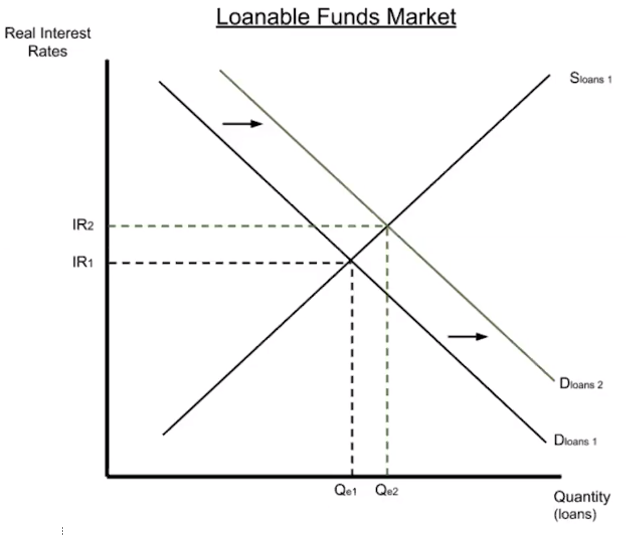 Loanable Funds Market
Real Interest
Rates
Sloans 1
IR2
IR1
Dloans 2
Dloans 1
Qe1 Qe2
Quantity
(loans)